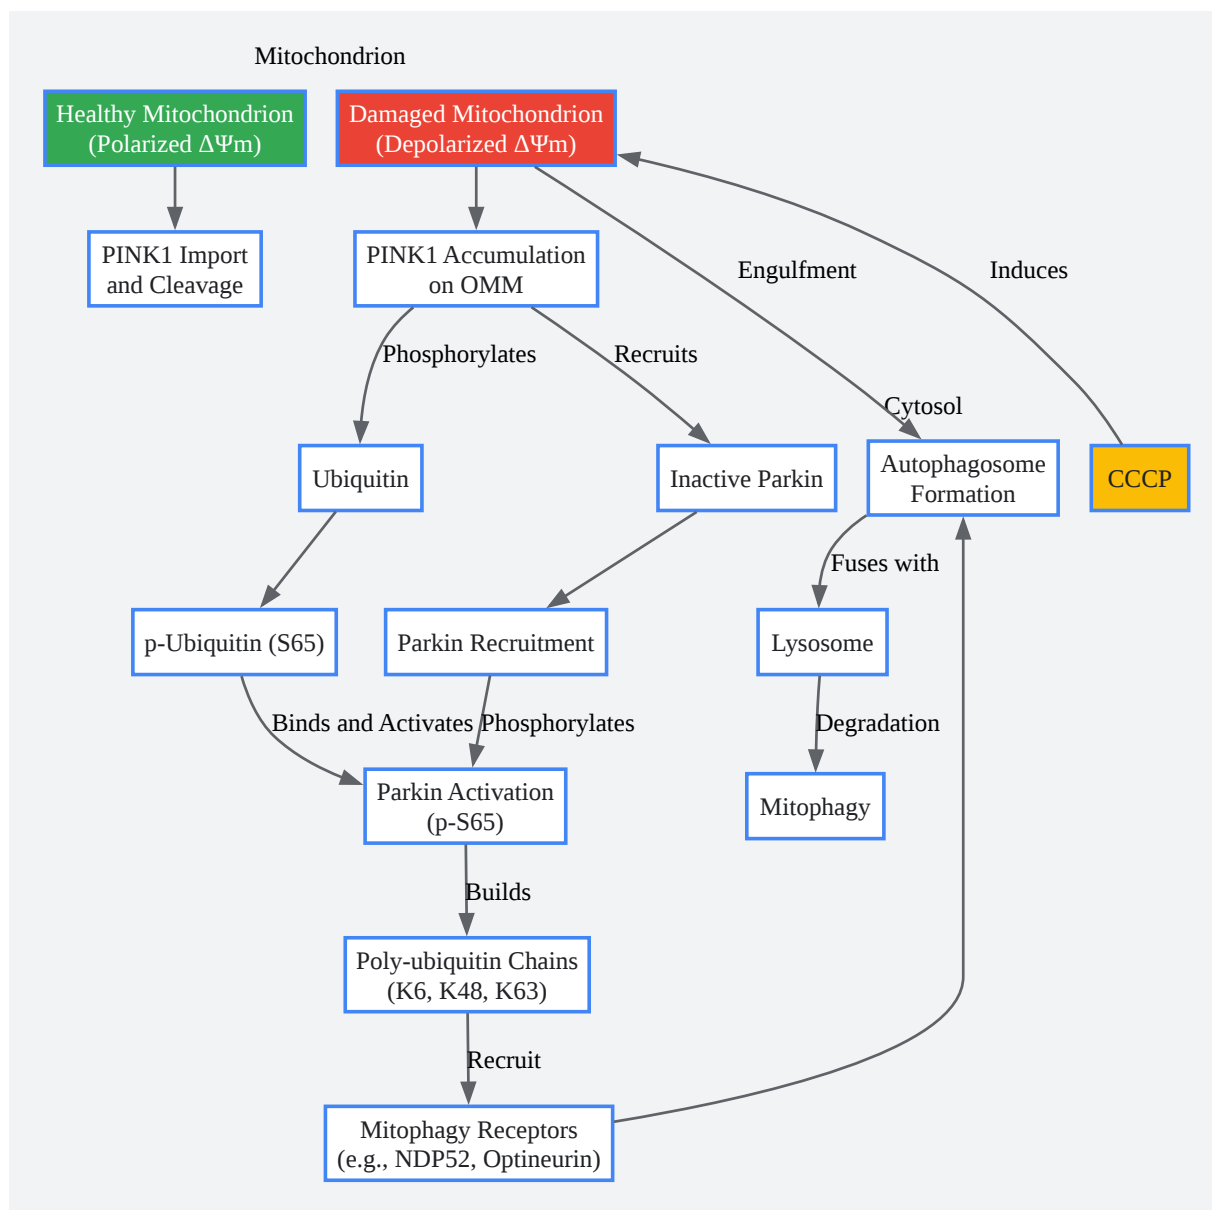 Mitochondrion
Healthy Mitochondrion
(Polarized ΔΨm)
Damaged Mitochondrion
(Depolarized ΔΨm)
PINK1 Import
and Cleavage
PINK1 Accumulation
on OMM
Engulfment
Induces
Phosphorylates
Recruits
Cytosol
Ubiquitin
Inactive Parkin
Autophagosome
Formation
CCCP
Fuses with
p-Ubiquitin (S65)
Parkin Recruitment
Lysosome
Binds and Activates
Phosphorylates
Degradation
Parkin Activation
(p-S65)
Mitophagy
Builds
Poly-ubiquitin Chains
(K6, K48, K63)
Recruit
Mitophagy Receptors
(e.g., NDP52, Optineurin)